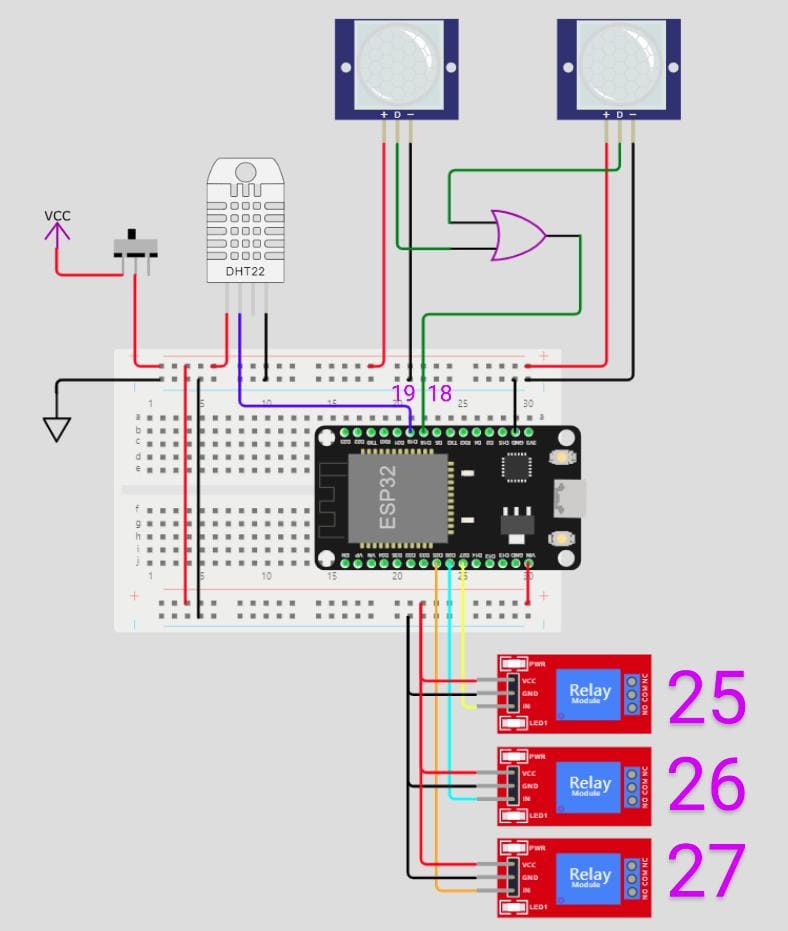 + D −
+ D −
VCC
DHT22
+
+
19
18
1
5
10
15
20
25
30
a
a
b
c
d
e
ESP32
f
g
h
i
j
1
5
10
15
20
25
30
+
+
PWR
VCC
GND
IN
LED1
Relay
Module
NO COM NC
25
PWR
VCC
GND
IN
LED1
Relay
Module
NO COM NC
26
PWR
VCC
GND
IN
LED1
Relay
Module
NO COM NC
27